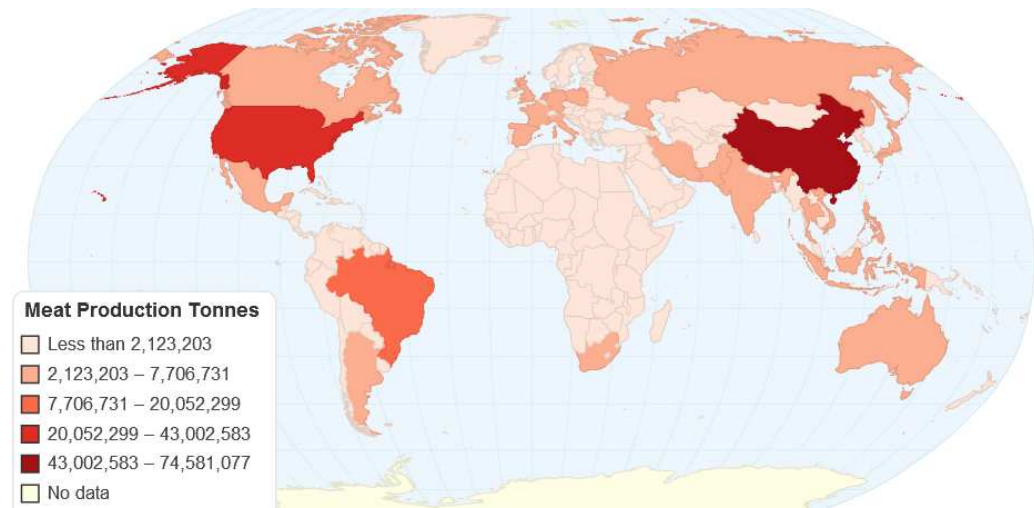 Meat Production Tonnes
Less than 2,123,203
2,123,203 – 7,706,731
7,706,731 – 20,052,299
20,052,299 – 43,002,583
43,002,583 – 74,581,077
No data